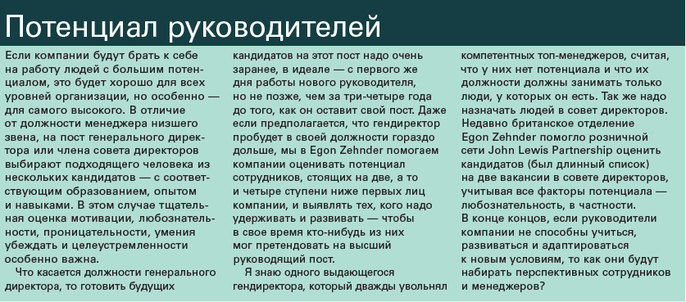 Потенциал руководителей
Если компании будут брать к себе
на работу людей с большим потен-
циалом, это будет хорошо для всех
уровней организации, но особенно —
для самого высокого. В отличие
от должности менеджера низшего
звена, на пост генерального дирек-
тора или члена совета директоров
выбирают подходящего человека из
нескольких кандидатов — с соответ-
ствующим образованием, опытом
и навыками. В этом случае тщатель-
ная оценка мотивации, любознатель-
ности, проницательности, умения
убеждать и целеустремленности
особенно важна.
Что касается должности генерального
директора, то готовить будущих
кандидатов на этот пост надо очень
заранее, в идеале — с первого же
дня работы нового руководителя,
но не позже, чем за три-четыре года
до того, как он оставит свой пост. Даже
если предполагается, что гендиректор
пробудет в своей должности гораздо
дольше, мы в Egon Zehnder помогаем
компании оценивать потенциал
сотрудников, стоящих на две, а то
и четыре ступени ниже первых лиц
компании, и выявлять тех, кого надо
удерживать и развивать — чтобы
в свое время кто-нибудь из них
мог претендовать на высший
руководящий пост.
Я знаю одного выдающегося
гендиректора, который дважды увольнял
компетентных топ-менеджеров, считая,
что у них нет потенциала и что их
должности должны занимать только
люди, у которых он есть. Так же надо
назначать людей в совет директоров.
Недавно британское отделение
Egon Zehnder помогло розничной
сети John Lewis Partnership оценить
кандидатов (был длинный список)
на две вакансии в совете директоров,
учитывая все факторы потенциала —
любознательность, в частности.
В конце концов, если руководители
компании не способны учиться,
развиваться и адаптироваться
к новым условиям, то как они будут
набирать перспективных сотрудников
и менеджеров?